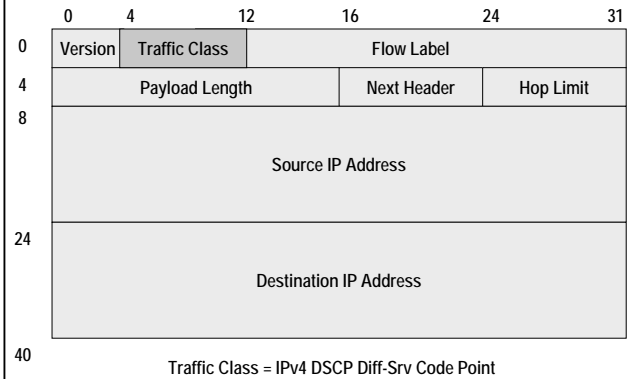 0 4 12 16 24 31
0 Version Traffic Class Flow Label
4 Payload Length Next Header Hop Limit
8
Source IP Address
24
Destination IP Address
40
Traffic Class = IPv4 DSCP Diff-Srv Code Point